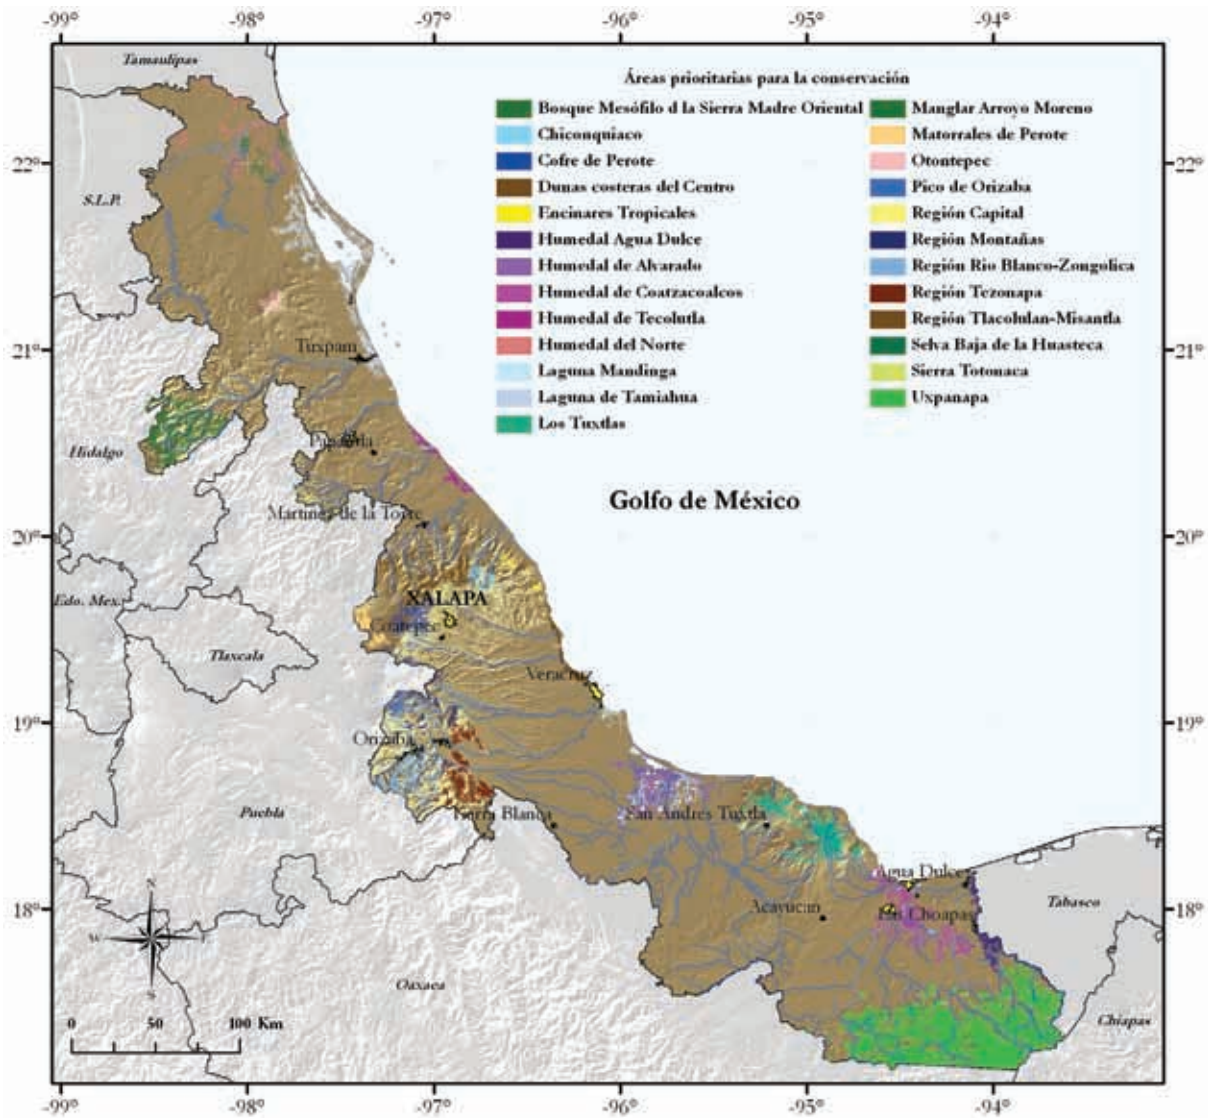 -99° -98° -97° -96° -95° -94°
Tamaulipas
Áreas prioritarias para la conservación
Bosque Mesófilo d la Sierra Madre Oriental
Chiconquiaco
Cofre de Perote
Dunas costeras del Centro
Encinares Tropicales
Humedal Agua Dulce
Humedal de Alvarado
Humedal de Coatzacoalcos
Humedal de Tecolutla
Humedal del Norte
Laguna Mandinga
Laguna de Tamiahua
Los Tuxtlas
Manglar Arroyo Moreno
Matorrales de Perote
Otontepec
Pico de Orizaba
Región Capital
Región Montañas
Región Rio Blanco-Zongolica
Región Tezonapa
Región Tlacolulan-Misantla
Selva Baja de la Huasteca
Sierra Totonaca
Uxpanapa
22° 22°
S.L.P.
21° 21°
Tuxpam
Hidalgo
Papantla
Golfo de México
Martínez de la Torre
20° 20°
Edo. Mex.
XALAPA
Coatepec
Tlaxcala
Veracruz
19° 19°
Orizaba
Puebla
Tierra Blanca
San Andres Tuxtla
Agua Dulce
Tabasco
18° 18°
Acayucan
Las Choapas
N
W E
S
Oaxaca
Chiapas
0 50 100 Km
-99° -98° -97° -96° -95° -94°